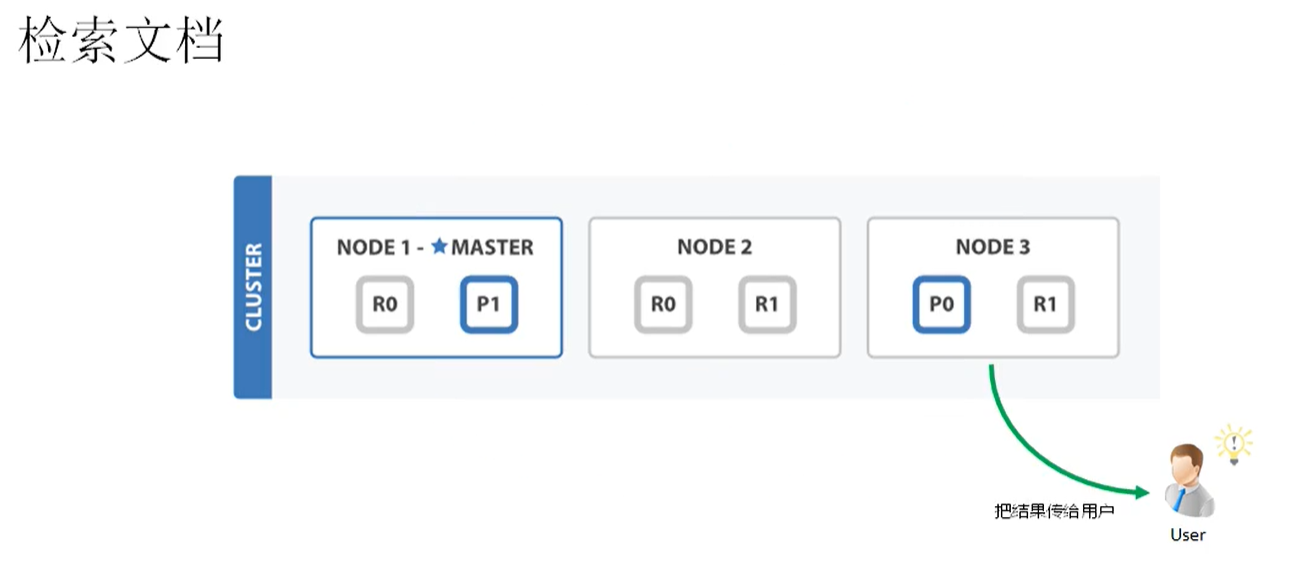 检索文档
CLUSTER
NODE 1 - ★MASTER
R0
P1
NODE 2
R0
R1
NODE 3
P0
R1
把结果传给用户
User